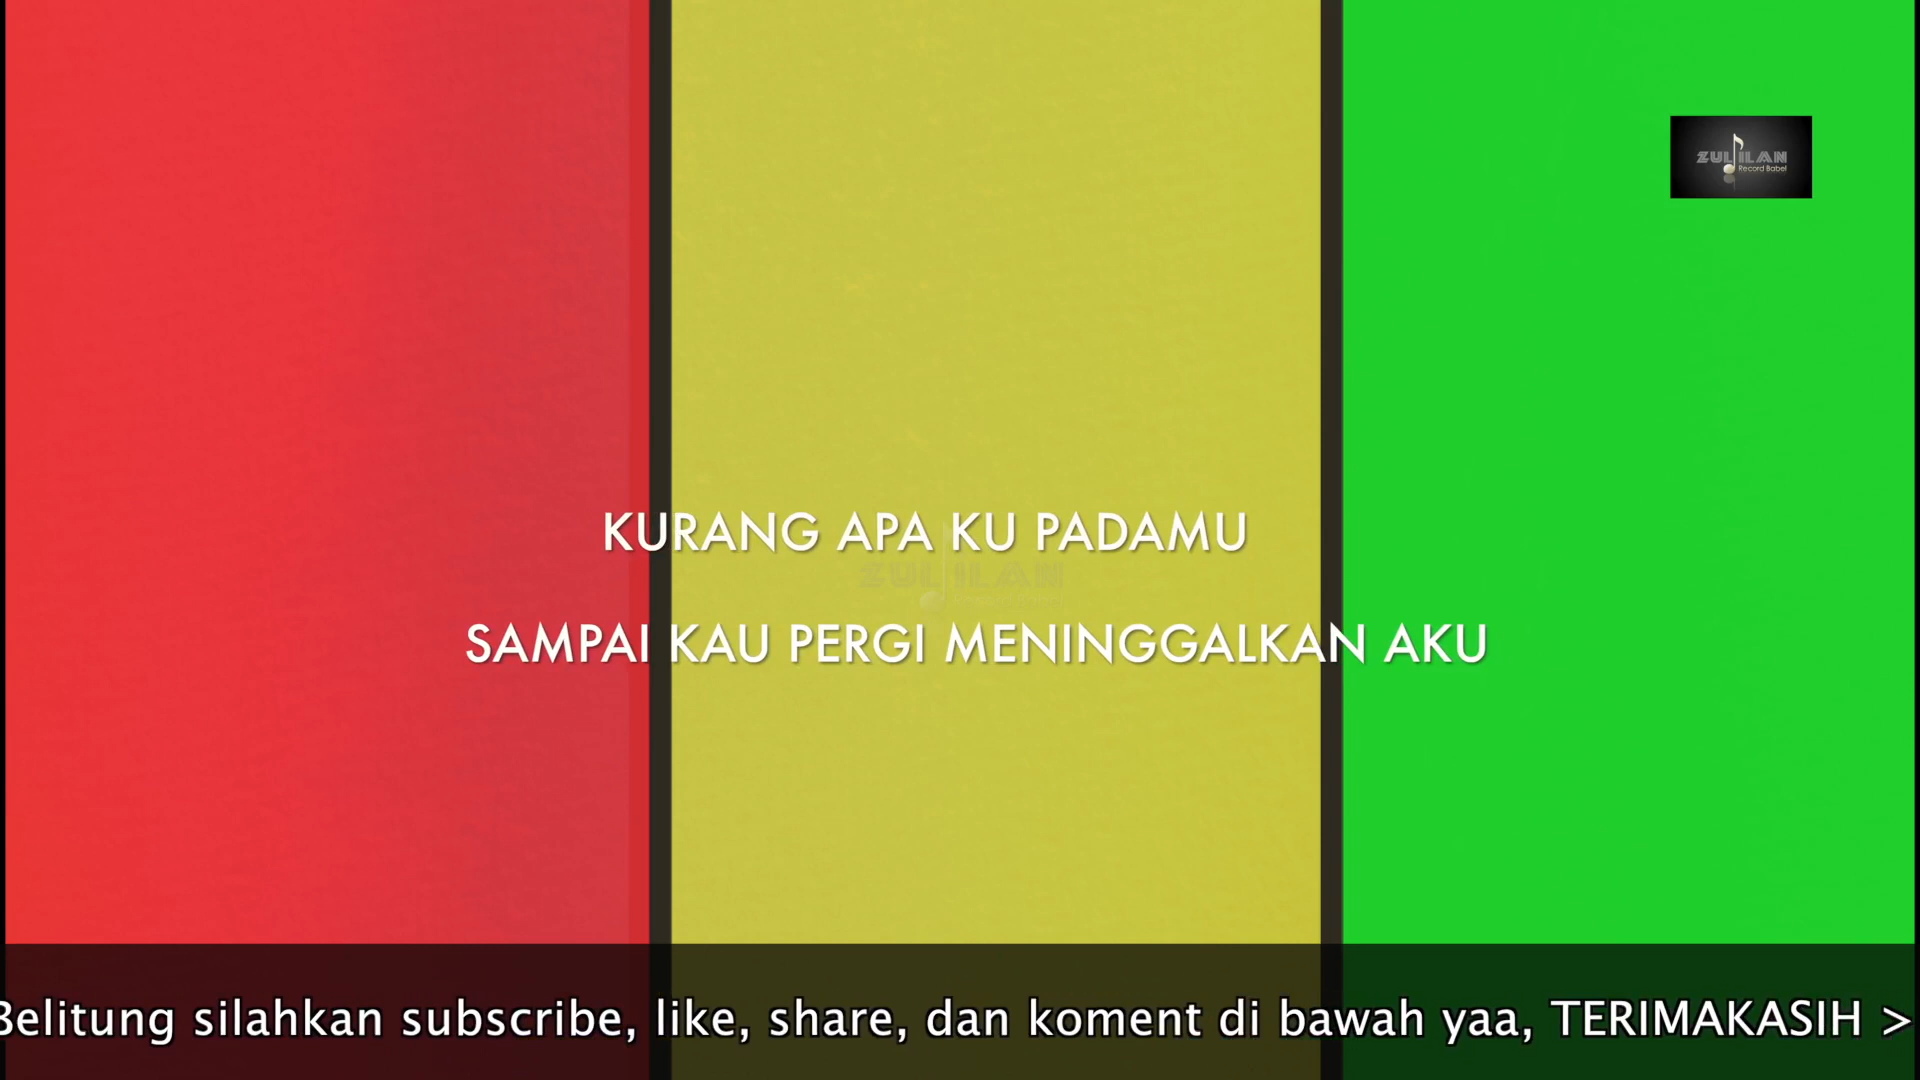 ZULILAN
Record Babel
KURANG APA KU PADAMU
ZULILAN
SAMPAI KAU PERGI MENINGGALKAN AKU
Belitung silahkan subscribe, like, share, dan koment di bawah yaa, TERIMAKASIH >